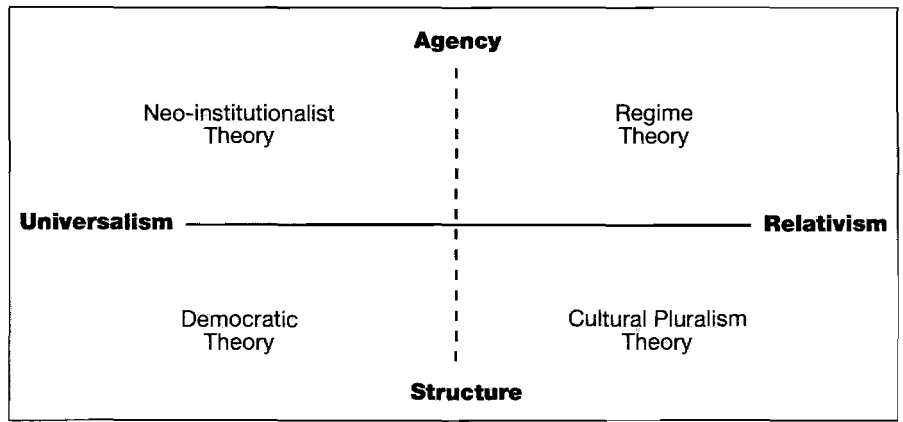 Agency
Neo-institutionalist
Theory
Regime
Theory
Universalism
Relativism
Democratic
Theory
Cultural Pluralism
Theory
Structure